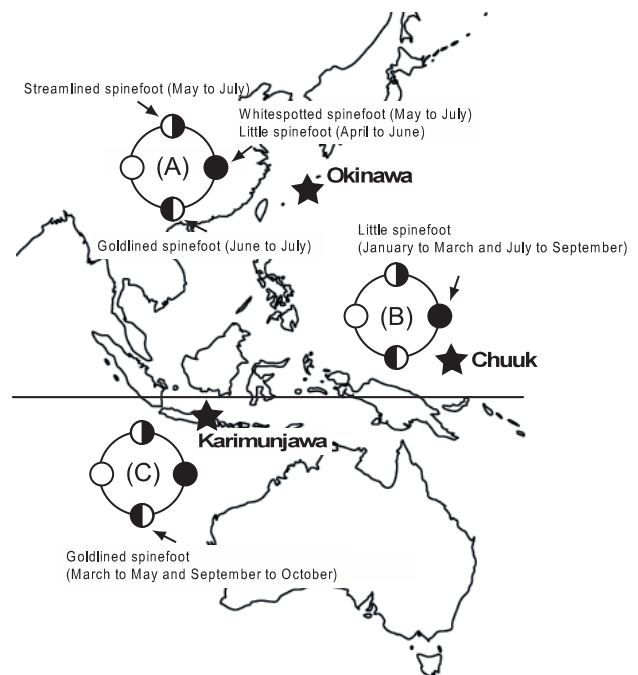 Streamlined spinefoot (May to July)
Whitespotted spinefoot (May to July)
Little spinefoot (April to June)
(A)
Okinawa
Goldlined spinefoot (June to July)
Little spinefoot
(January to March and July to September)
(B)
Chuuk
Karimunjawa
(C)
Goldlined spinefoot
(March to May and September to October)